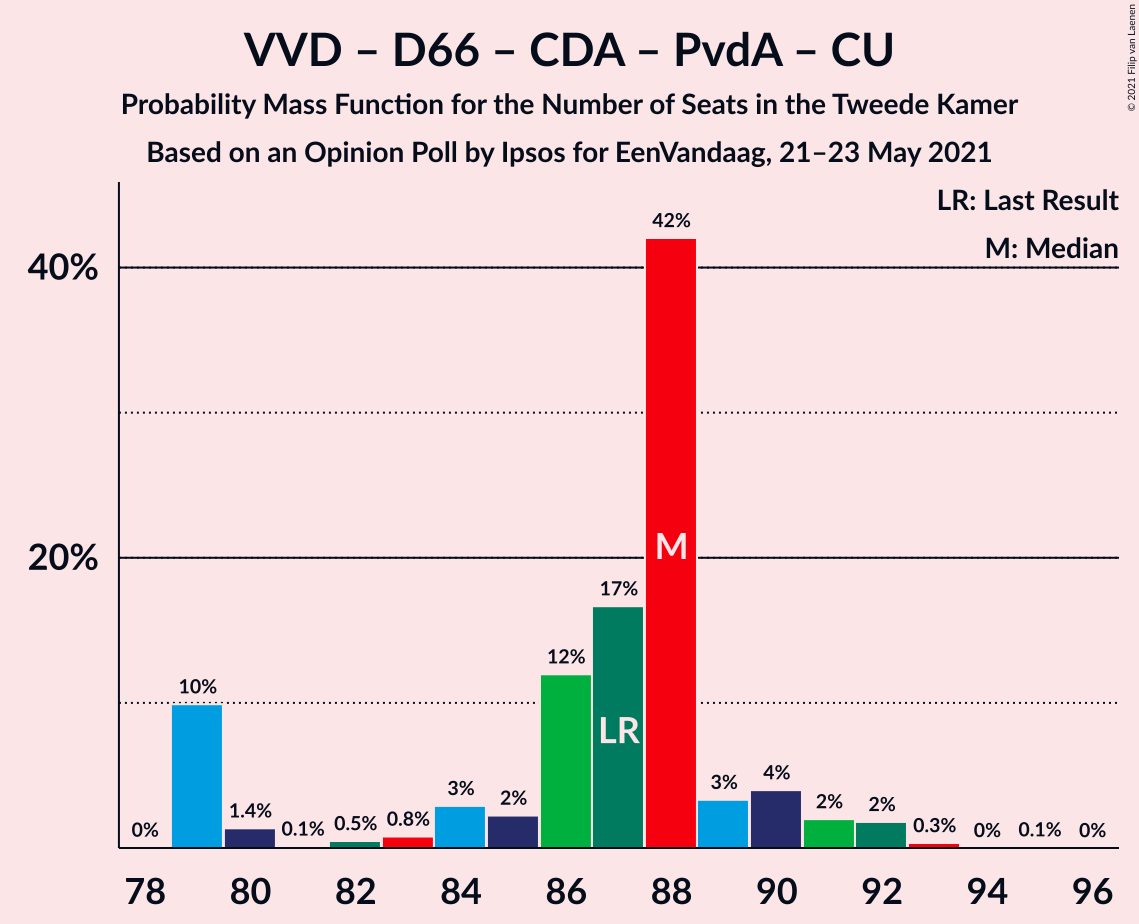 VVD – D66 – CDA – PvdA – CU
Probability Mass Function for the Number of Seats in the Tweede Kamer
Based on an Opinion Poll by Ipsos for EenVandaag, 21–23 May 2021
© 2021 Filip van Laenen
LR: Last Result
M: Median
40%
20%
0%
10%
1.4%
0.1%
0.5%
0.8%
3%
2%
12%
17%
42%
3%
4%
2%
2%
0.3%
0%
0.1%
0%
LR
M
78 80 82 84 86 88 90 92 94 96